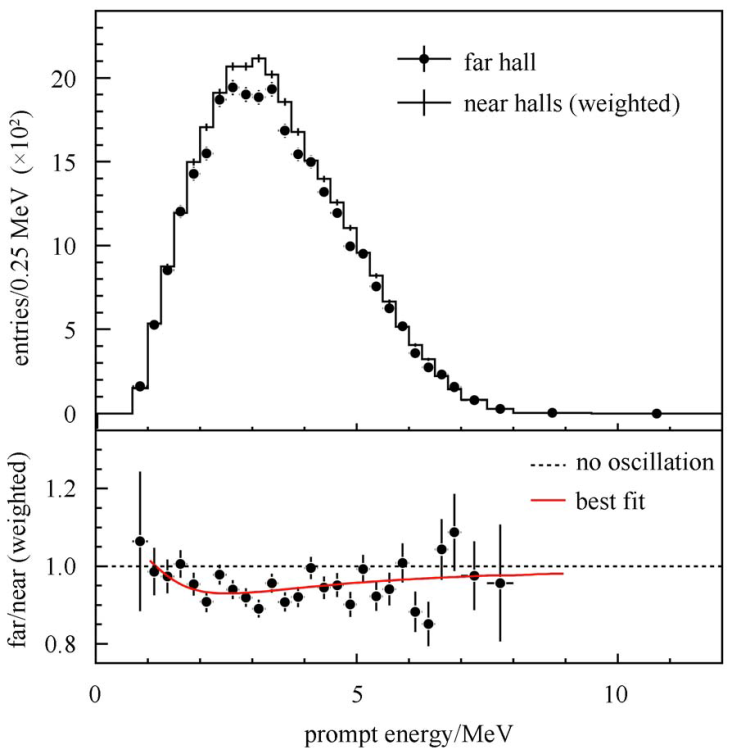 entries/0.25 MeV (×10²)
20
15
10
5
0
far hall
near halls (weighted)
far/near (weighted)
1.2
1.0
0.8
no oscillation
best fit
0
5
10
prompt energy/MeV